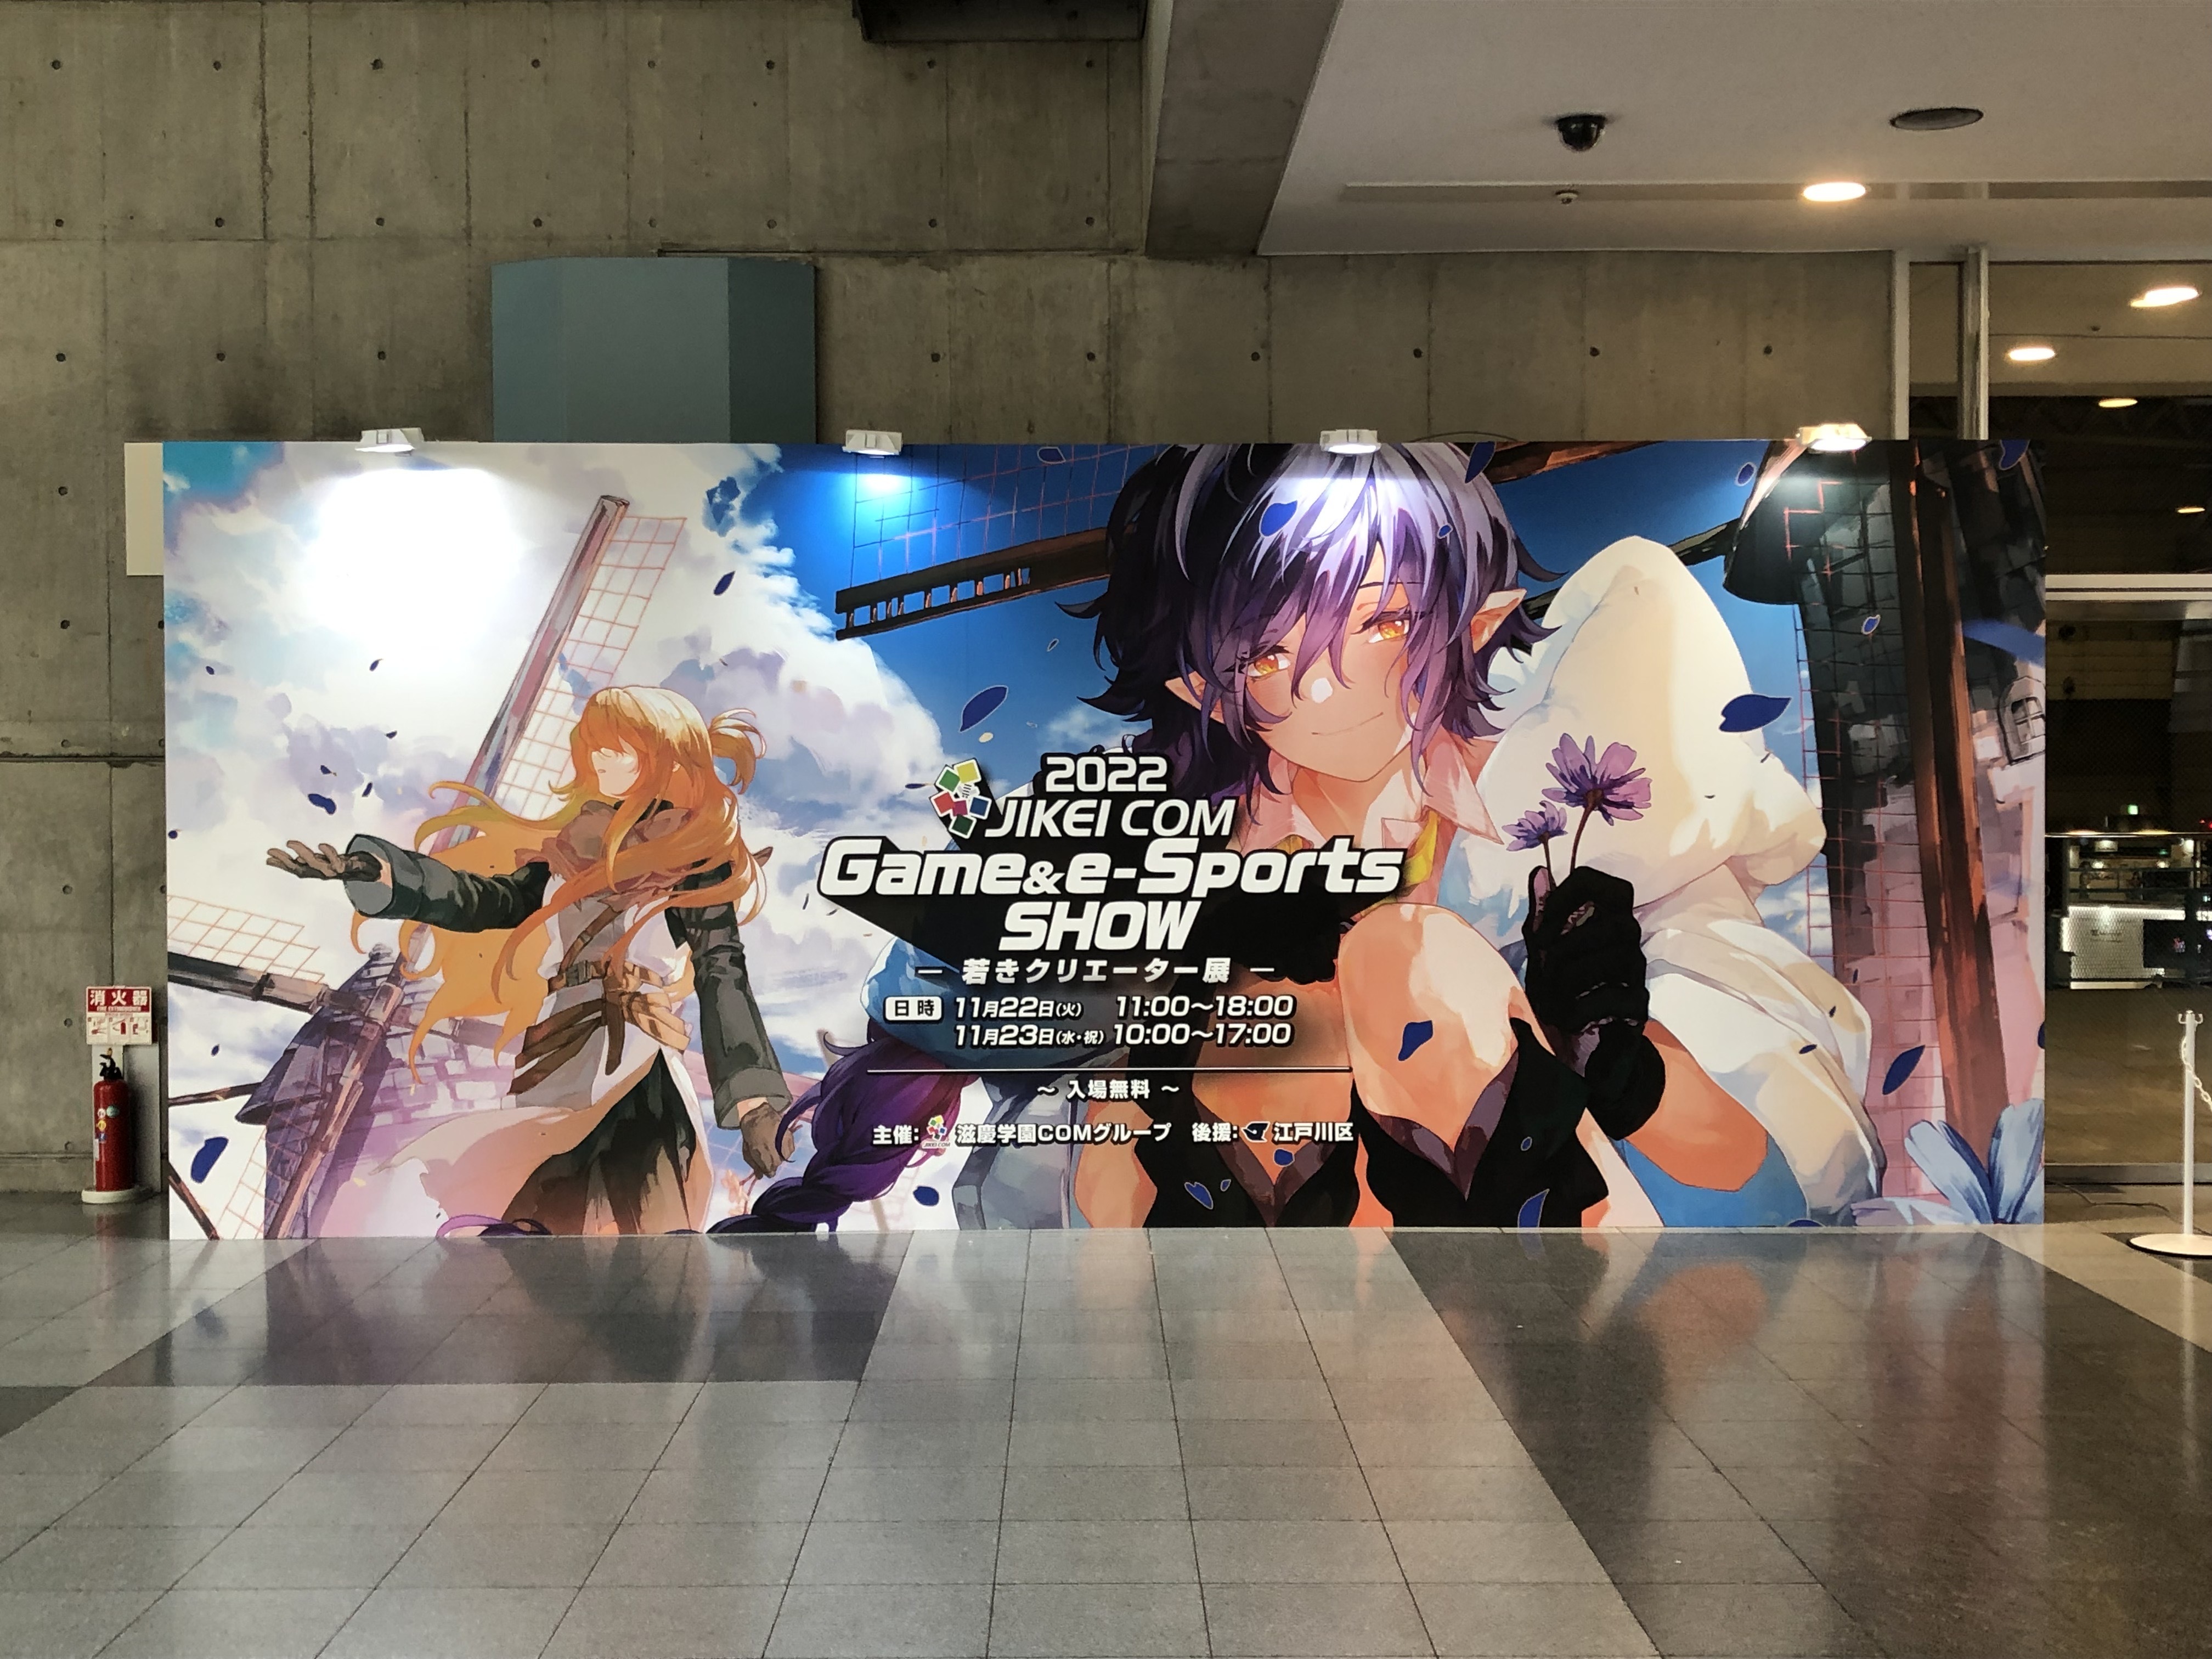 2022
JIKEI COM
Game&e-Sports
SHOW
― 若きクリエーター展 ―
日時 11月22日(火) 11:00～18:00
11月23日(水・祝) 10:00～17:00
～ 入場無料 ～
主催: 滋慶学園COMグループ 後援: 江戸川区
消火器
FIRE EXTINGUISHER